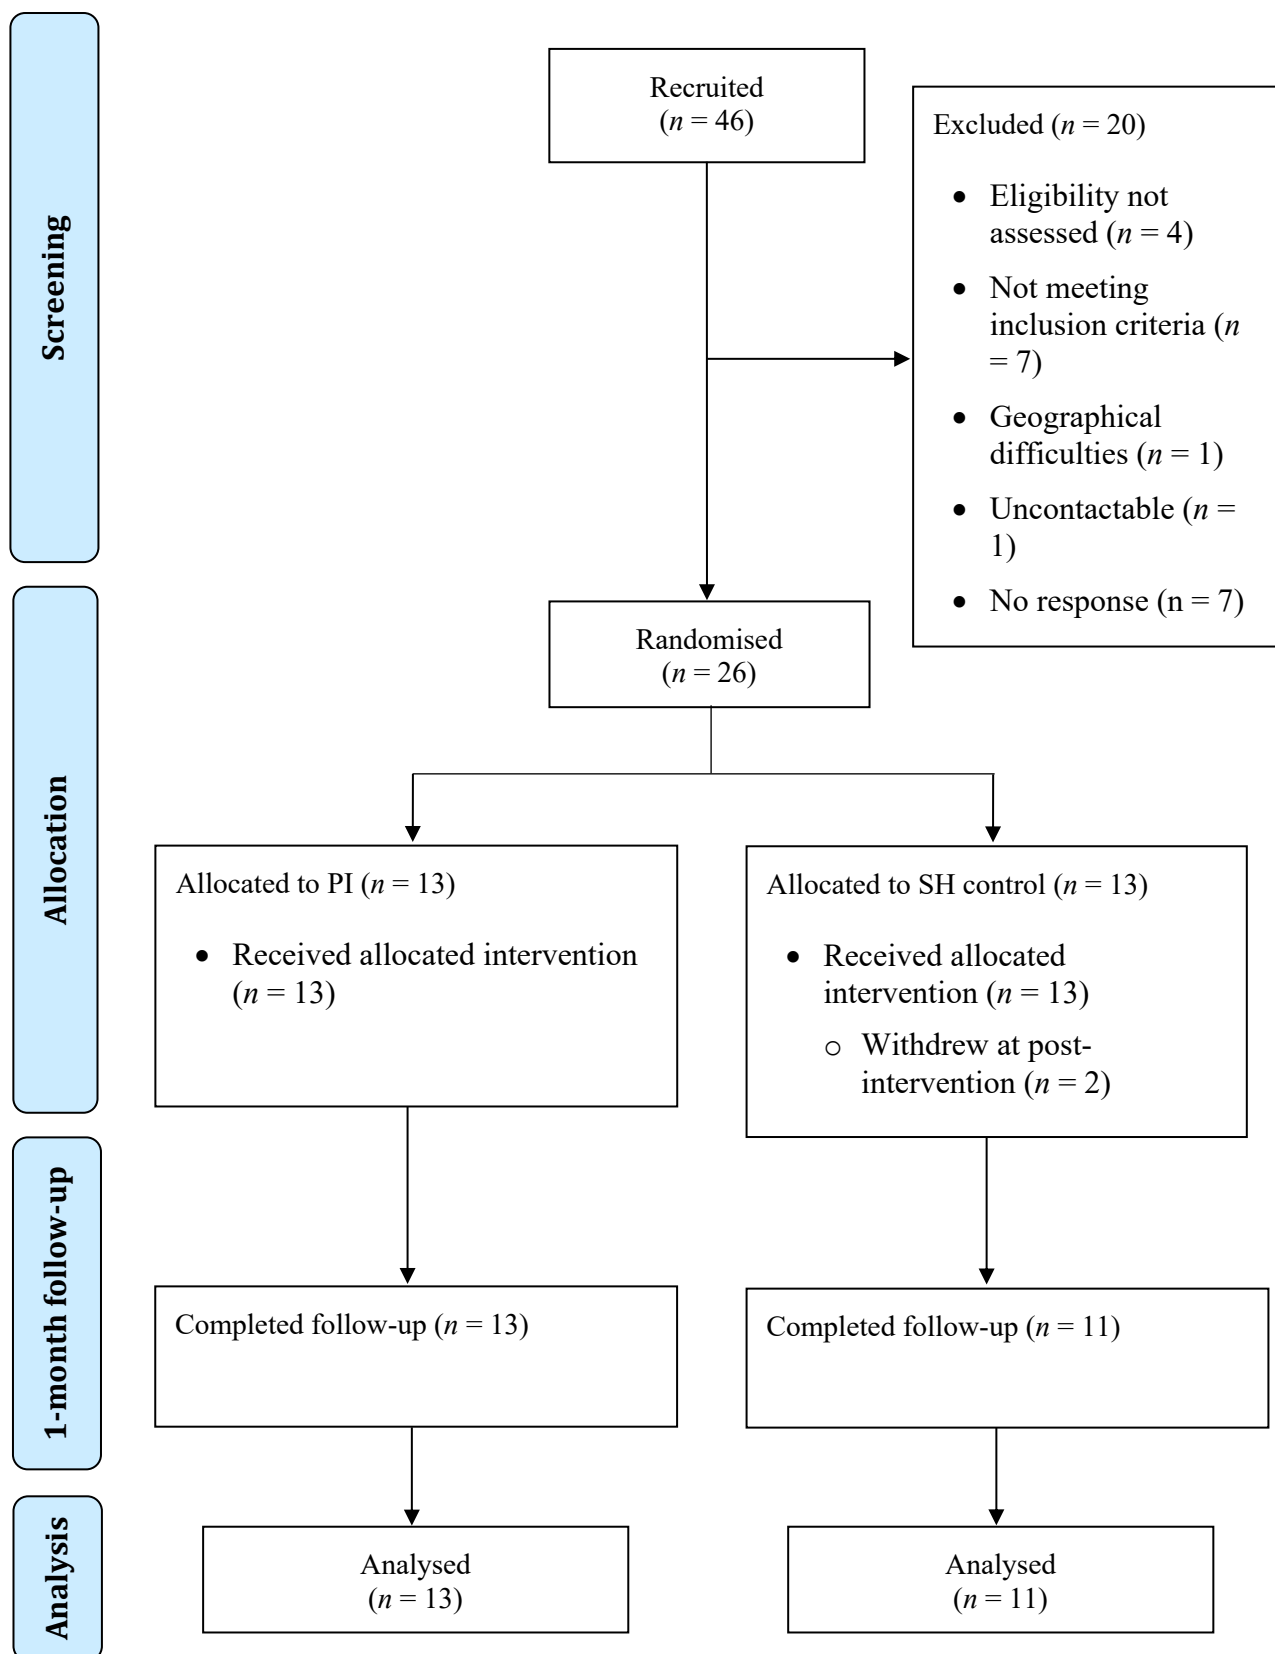 Screening
Recruited
(n = 46)
Excluded (n = 20)
• Eligibility not
assessed (n = 4)
• Not meeting
inclusion criteria (n
= 7)
• Geographical
difficulties (n = 1)
• Uncontactable (n =
1)
• No response (n = 7)
Allocation
Randomised
(n = 26)
Allocated to PI (n = 13)
• Received allocated intervention
(n = 13)
Allocated to SH control (n = 13)
• Received allocated
intervention (n = 13)
o Withdrew at post-
intervention (n = 2)
1-month follow-up
Completed follow-up (n = 13)
Completed follow-up (n = 11)
Analysis
Analysed
(n = 13)
Analysed
(n = 11)